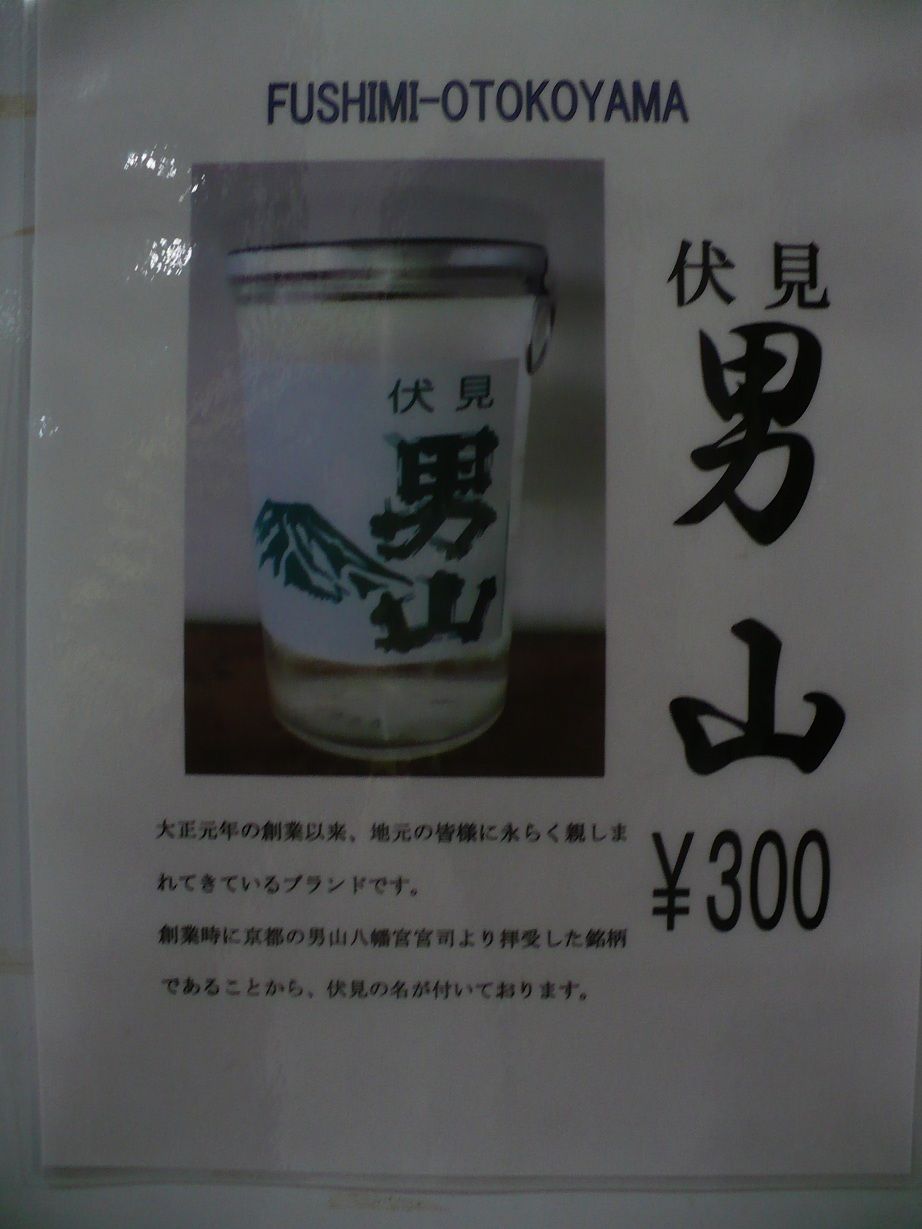 FUSHIMI-OTOKOYAMA
伏見
男山
伏見
男山
¥300
大正元年の創業以来、地元の皆様に永らく親しま
れてきているブランドです。
創業時に京都の男山八幡宮宮司より拝受した銘柄
であることから、伏見の名が付いております。